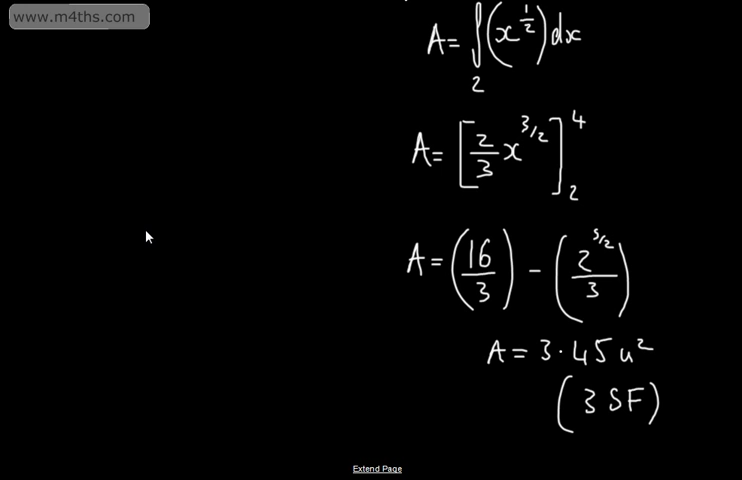 www.m4ths.com
A = ∫₂ (x^{1/2}) dx
A = [2/3 x^{3/2}]₂⁴
A = (16/3) - (2^{5/2}/3)
A = 3·45 u²
(3 SF)
Extend Page